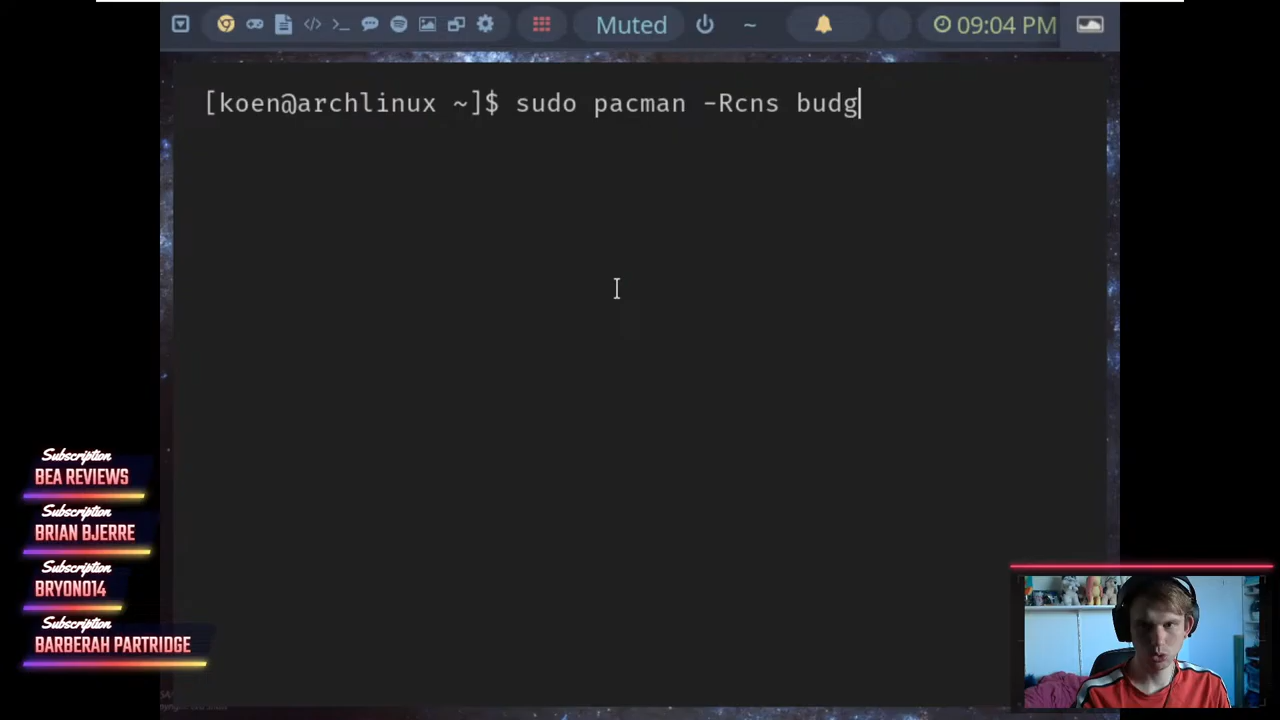 Muted
~
09:04 PM
[koen@archlinux ~]$ sudo pacman -Rcns budg
Subscription
BEA REVIEWS
Subscription
BRIAN BJERRE
Subscription
BRYONO14
Subscription
BARBERAH PARTRIDGE